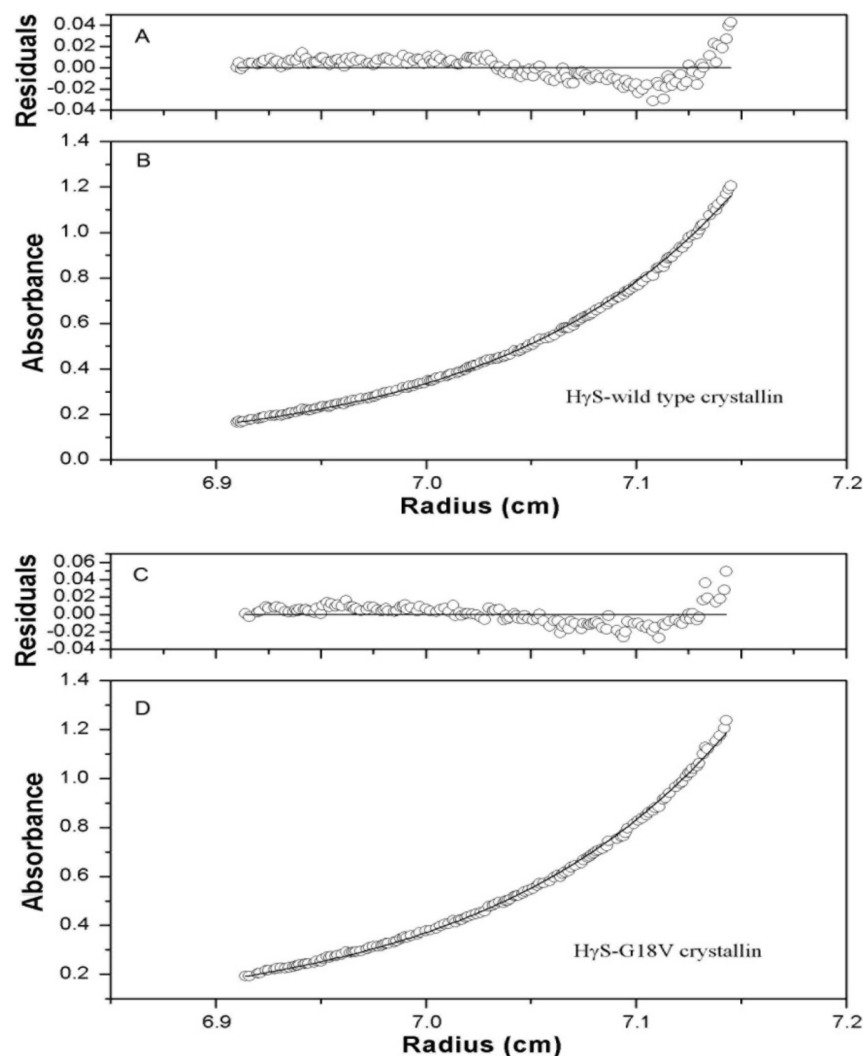 A
Residuals
0.04
0.02
0.00
-0.02
-0.04
B
Absorbance
1.4
1.2
1.0
0.8
0.6
0.4
0.2
0.0
HγS-wild type crystallin
6.9 7.0 7.1 7.2
Radius (cm)
C
Residuals
0.06
0.04
0.02
0.00
-0.02
-0.04
D
Absorbance
1.4
1.2
1.0
0.8
0.6
0.4
0.2
HγS-G18V crystallin
6.9 7.0 7.1 7.2
Radius (cm)